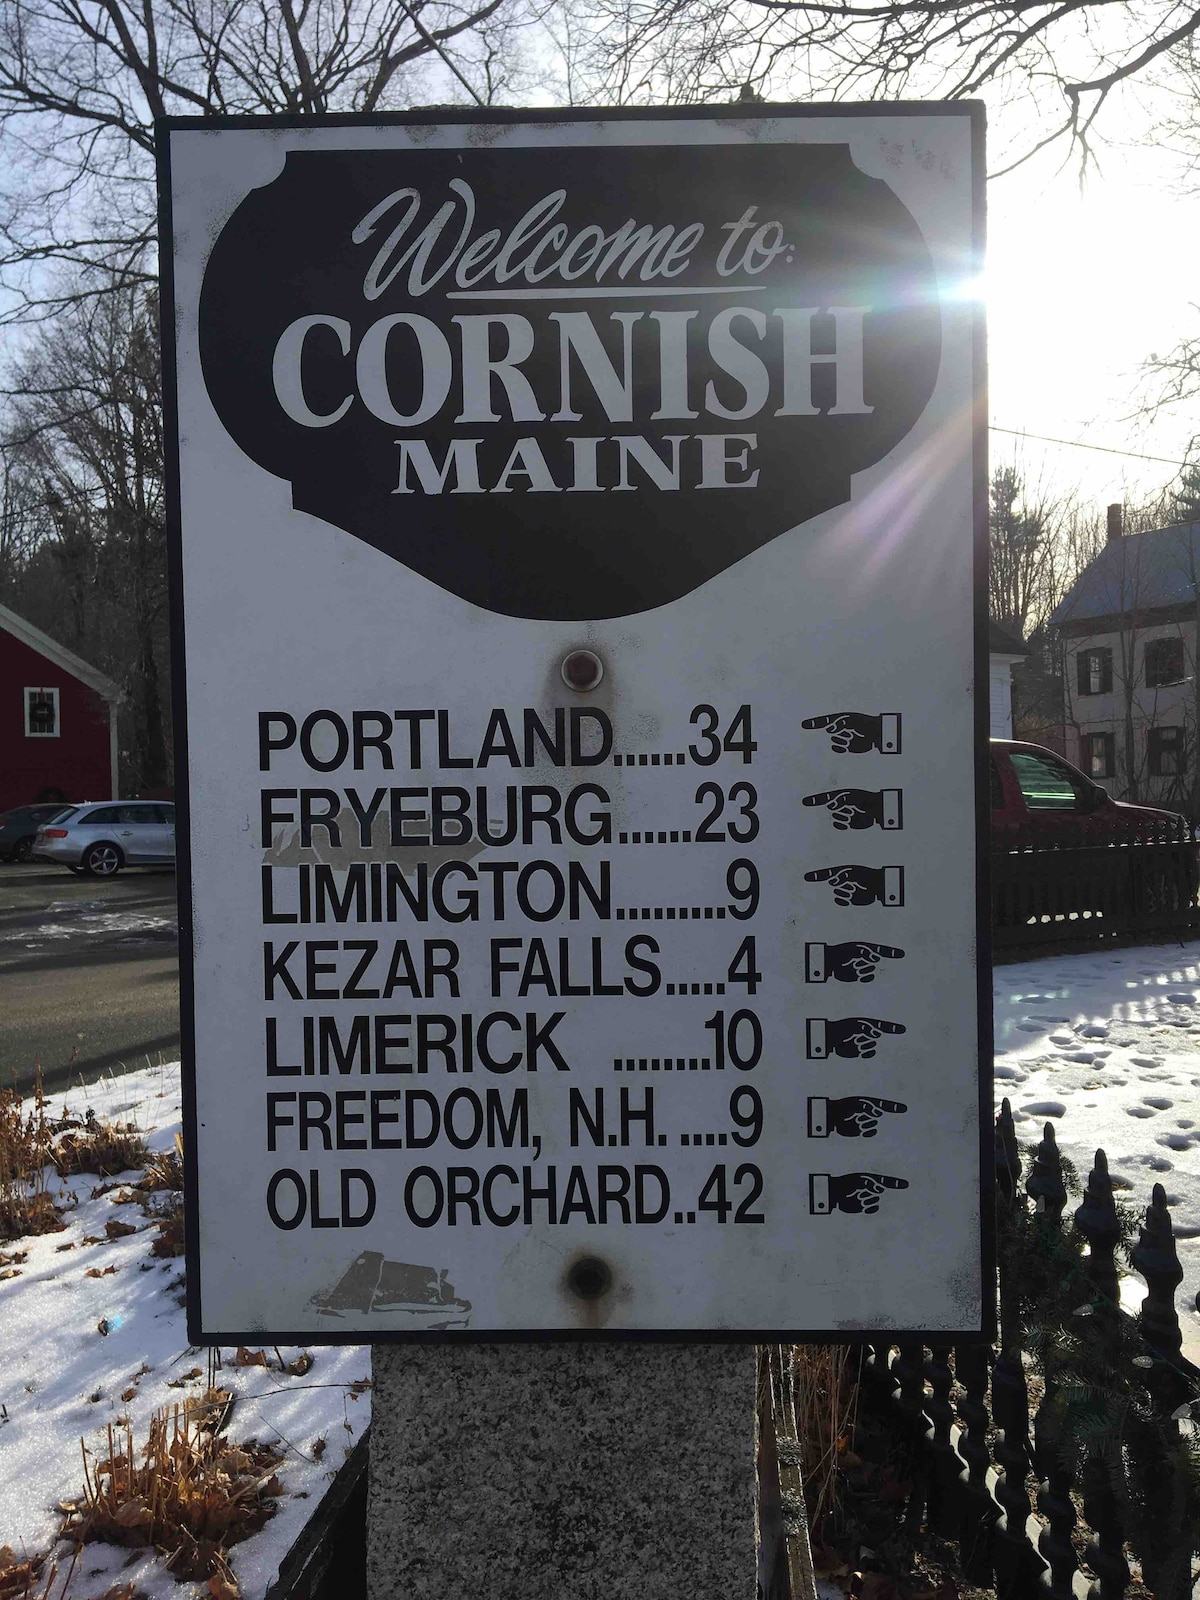 Welcome to:
CORNISH
MAINE
PORTLAND......34
FRYEBURG......23
LIMINGTON.........9
KEZAR FALLS.....4
LIMERICK ........10
FREEDOM, N.H. ....9
OLD ORCHARD..42